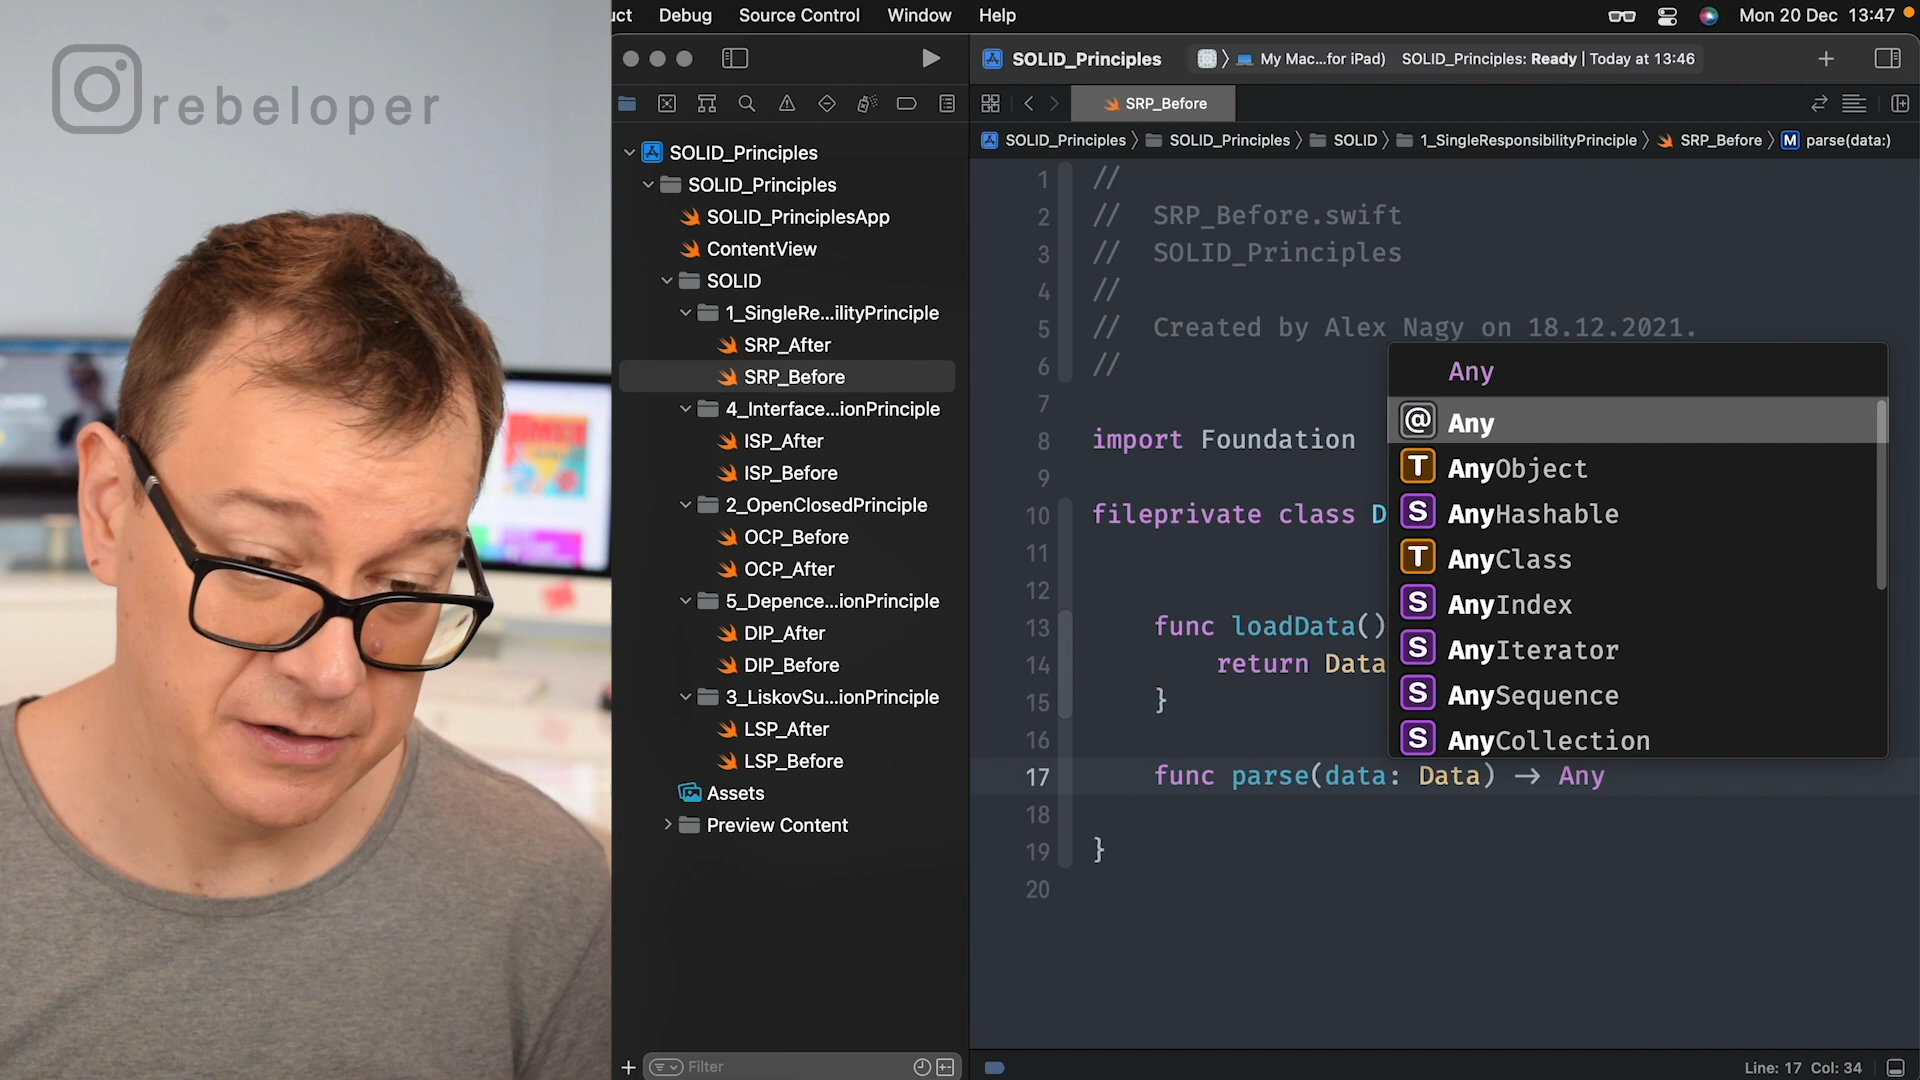 uct Debug Source Control Window Help Mon 20 Dec 13:47
rebeloper
SOLID_Principles My Mac...for iPad) SOLID_Principles: Ready | Today at 13:46
SRP_Before
SOLID_Principles SOLID_Principles SOLID 1_SingleResponsibilityPrinciple SRP_Before M parse(data:)
SOLID_Principles
SOLID_Principles
SOLID_PrinciplesApp
ContentView
SOLID
1_SingleRe...ilityPrinciple
SRP_After
SRP_Before
4_Interface...ionPrinciple
ISP_After
ISP_Before
2_OpenClosedPrinciple
OCP_Before
OCP_After
5_Depence...ionPrinciple
DIP_After
DIP_Before
3_LiskovSu...ionPrinciple
LSP_After
LSP_Before
Assets
Preview Content
Filter
1 //
2 // SRP_Before.swift
3 // SOLID_Principles
4 //
5 // Created by Alex Nagy on 18.12.2021.
6 //
7
8 import Foundation
9
10 fileprivate class D
11
12
13 func loadData()
14 return Data
15 }
16
17 func parse(data: Data) -> Any
18
19 }
20
Any
@ Any
T AnyObject
S AnyHashable
T AnyClass
S AnyIndex
S AnyIterator
S AnySequence
S AnyCollection
Line: 17 Col: 34